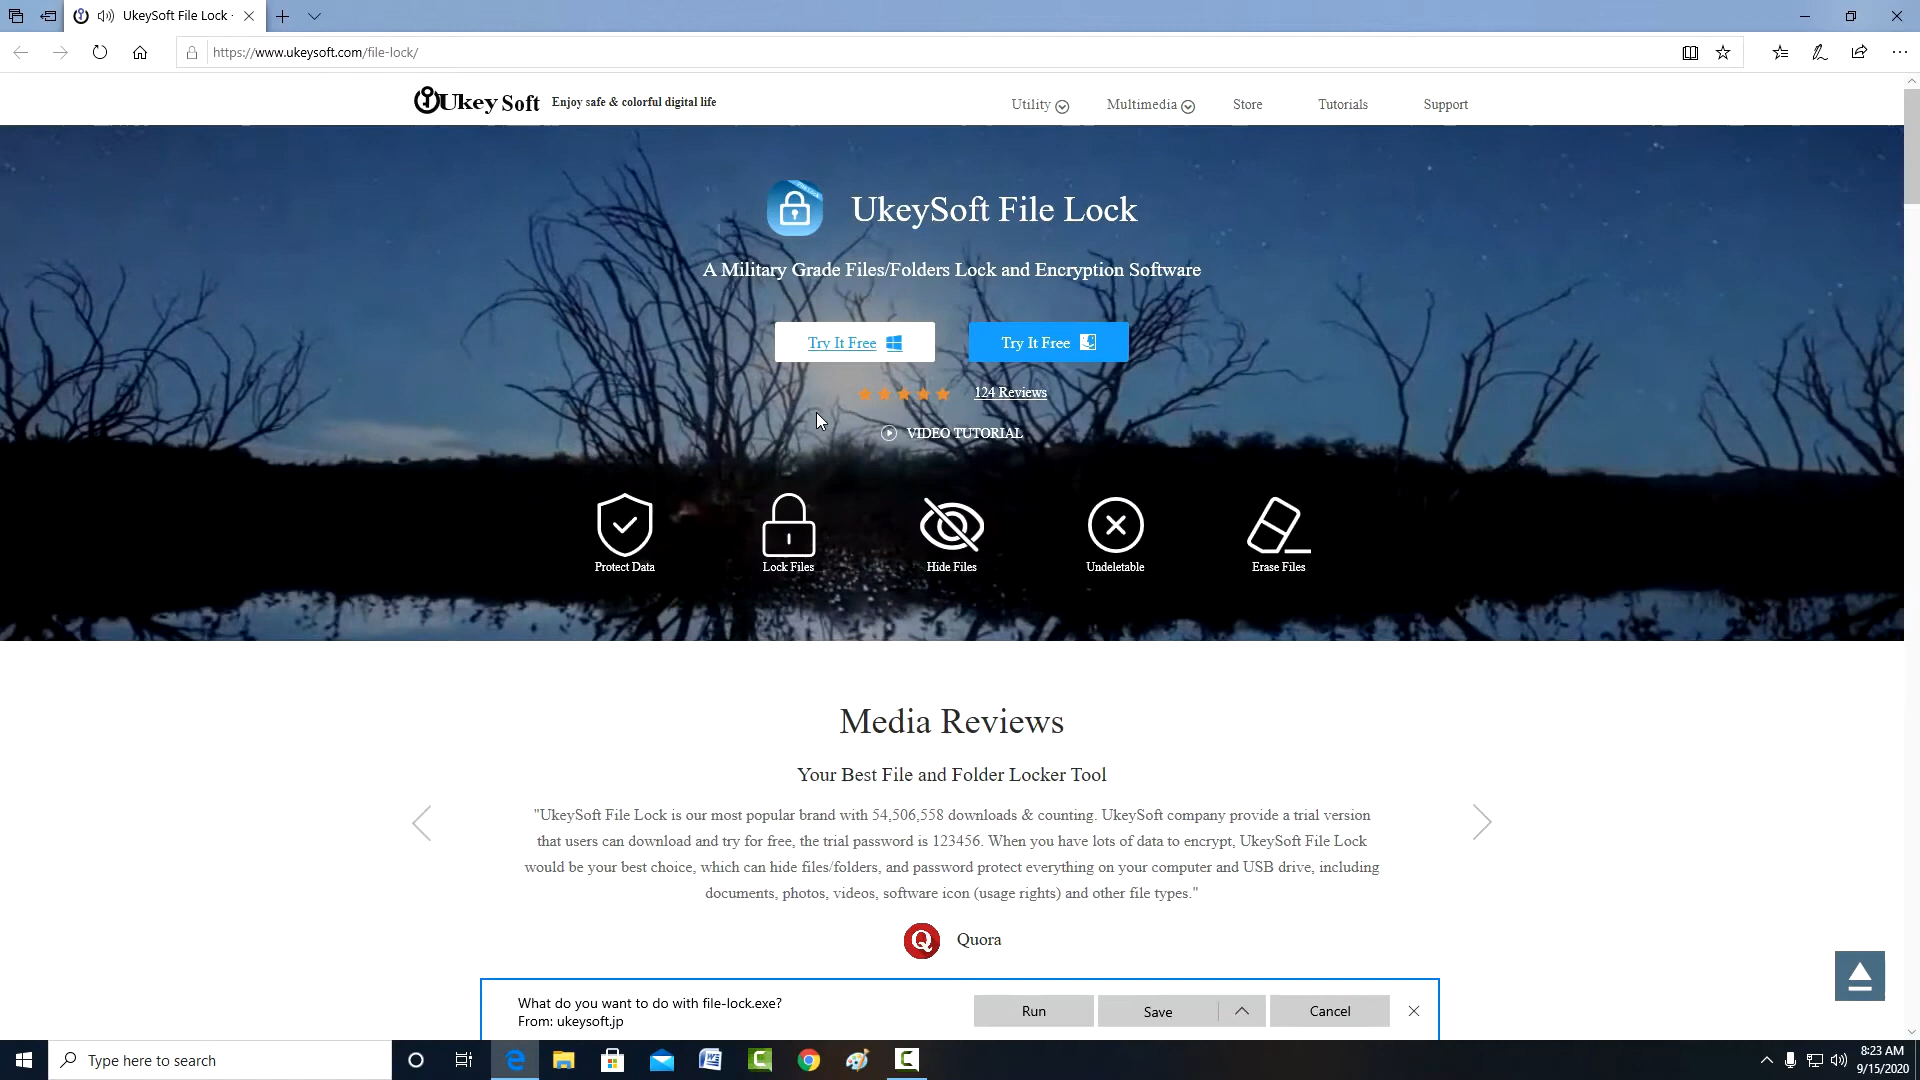 UkeySoft File Lock
https://www.ukeysoft.com/file-lock/
Ukey Soft Enjoy safe & colorful digital life
Utility Multimedia Store Tutorials Support
UkeySoft File Lock
A Military Grade Files/Folders Lock and Encryption Software
Try It Free Try It Free
124 Reviews
VIDEO TUTORIAL
Protect Data Lock Files Hide Files Undeletable Erase Files
Media Reviews
Your Best File and Folder Locker Tool
"UkeySoft File Lock is our most popular brand with 54,506,558 downloads & counting. UkeySoft company provide a trial version
that users can download and try for free, the trial password is 123456. When you have lots of data to encrypt, UkeySoft File Lock
would be your best choice, which can hide files/folders, and password protect everything on your computer and USB drive, including
documents, photos, videos, software icon (usage rights) and other file types."
Quora
What do you want to do with file-lock.exe?
From: ukeysoft.jp
Run Save Cancel
Type here to search
8:23 AM
9/15/2020